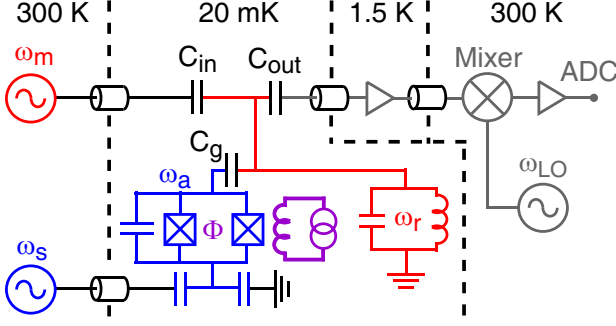 300 K 20 mK 1.5 K 300 K
ωm Cin Cout Mixer ADC
Cg
ωa ωLO
Φ ωr
ωs